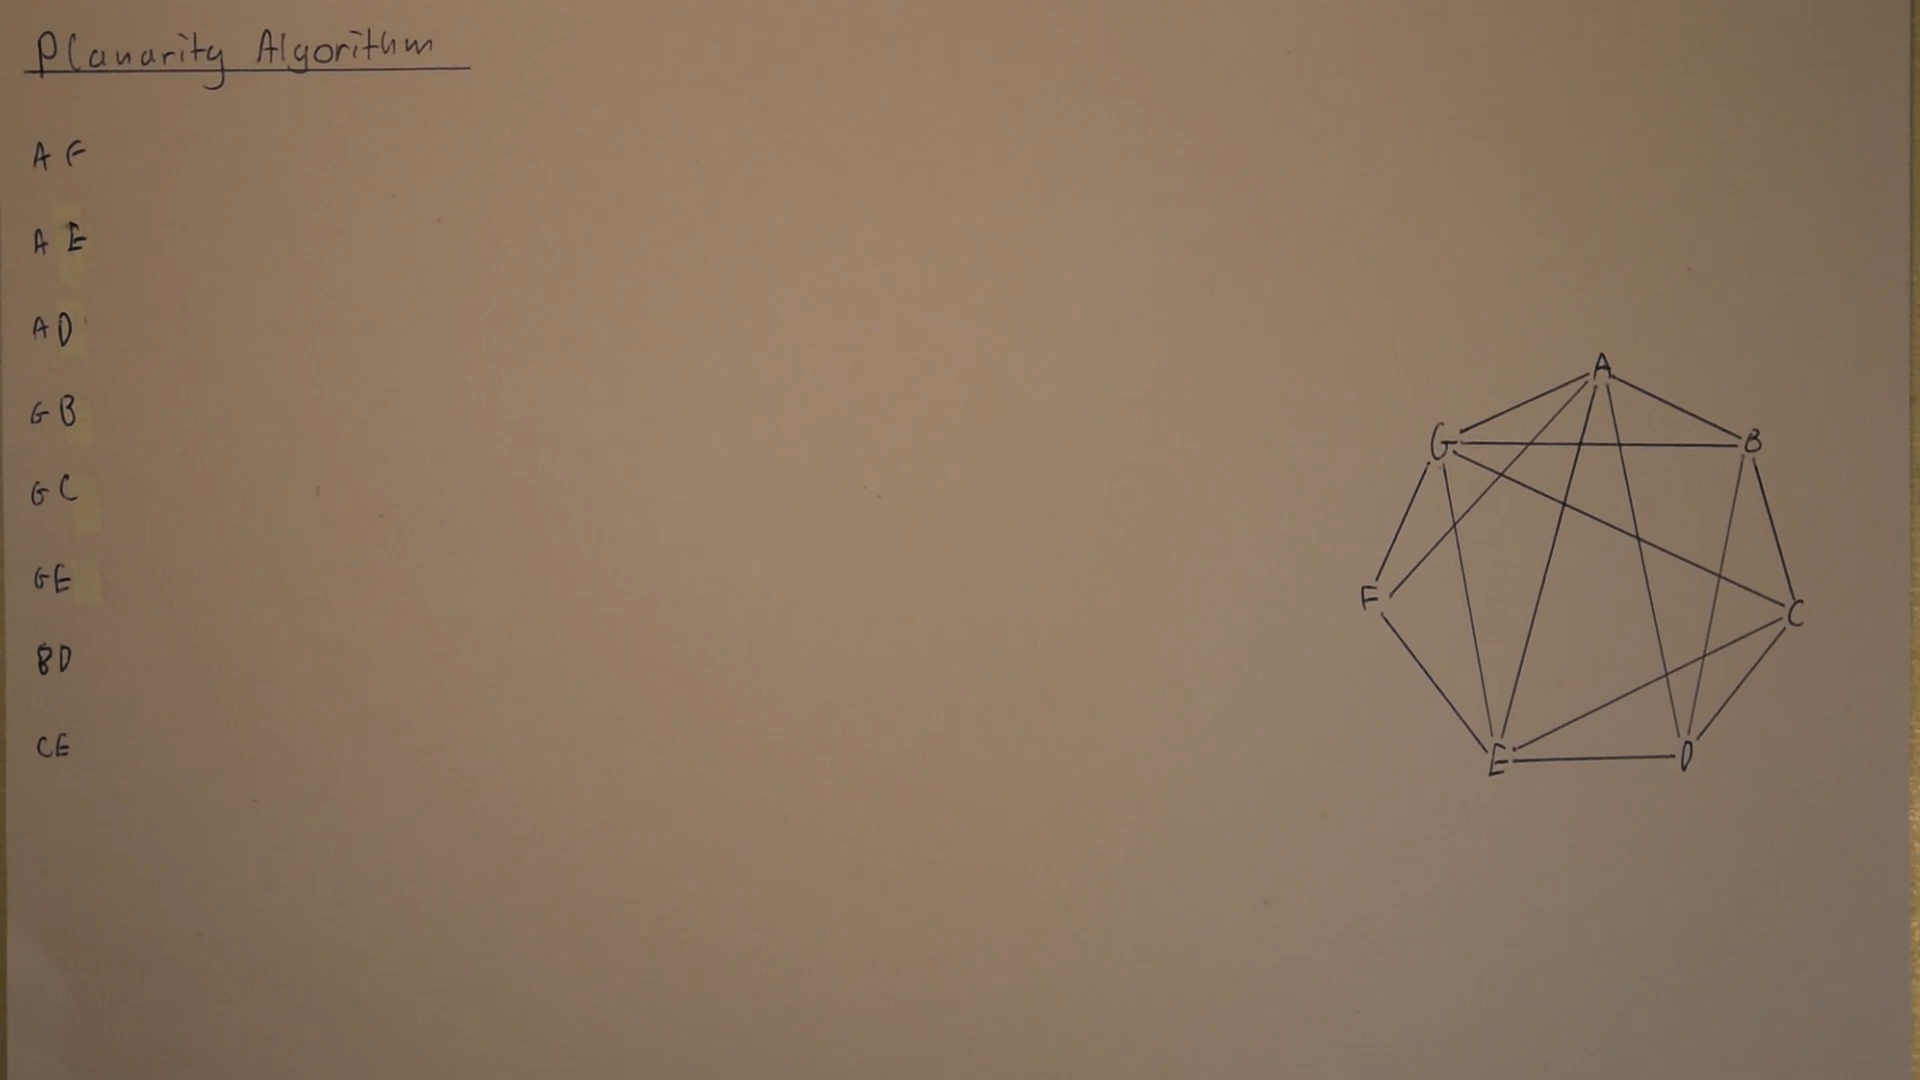 Planarity Algorithm
A F
A E
A D
G B
G C
G E
B D
C E
A
G
B
F
C
E
D